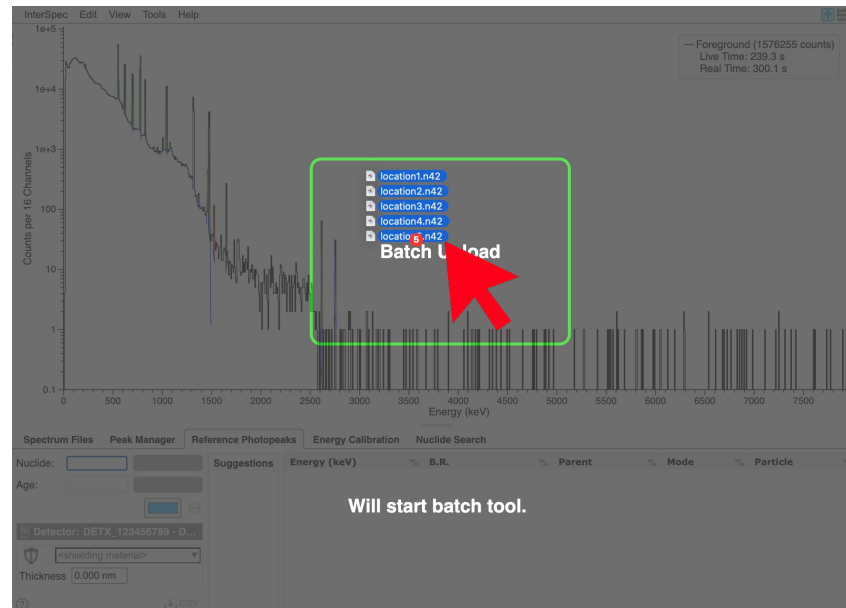 InterSpec Edit View Tools Help
1e+5
1e+4
1e+3
100
10
1
0.1
Counts per 16 Channels
Foreground (1576255 counts)
Live Time: 239.3 s
Real Time: 300.1 s
location1.n42
location2.n42
location3.n42
location4.n42
5
Batch
0 500 1000 1500 2000 2500 3000 3500 4000 4500 5000 5500 6000 6500 7000 7500
Energy (keV)
Spectrum Files Peak Manager Reference Photopeaks Energy Calibration Nuclide Search
Nuclide:
Age:
Suggestions Energy (keV) B.R. Parent Mode Particle
Will start batch tool.
Detector: DETX_123456789 - D...
<shielding material>
Thickness 0.000 nm
CSV